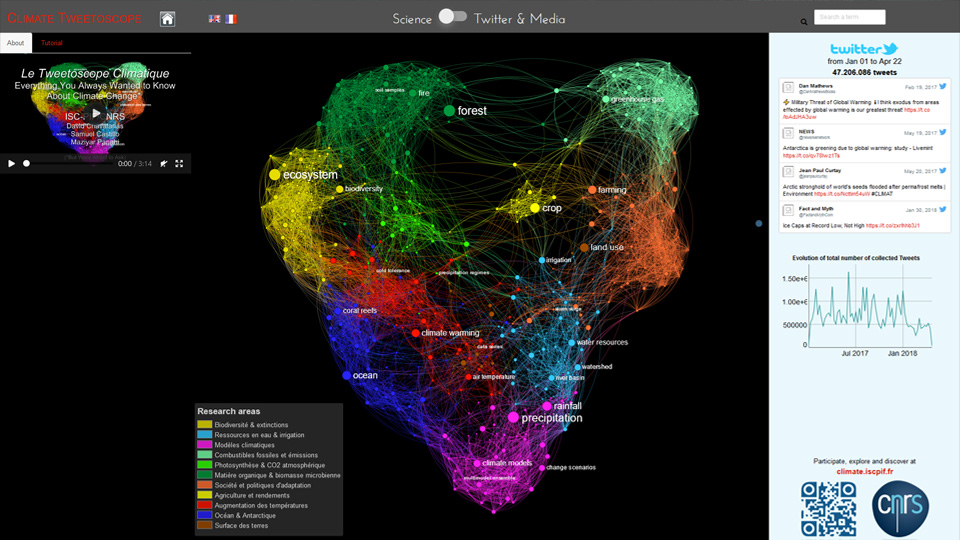 CLIMATE TWEETOSCOPE
Science
Twitter & Media
Search a term
About
Tutorial
Le Tweetoscope Climatique
Everything You Always Wanted to Know
About Climate Change"
ISC-
NRS
David Chavalarias
Samuel Castillo
Maziyar Panahi
0:00 / 3:14
soil samples
fire
forest
greenhouse gas
ecosystem
biodiversity
farming
crop
land use
irrigation
cold tolerance
precipitation regimes
coral reefs
climate warming
data series
water resources
watershed
river basin
air temperature
ocean
rainfall
precipitation
climate models
change scenarios
multimodel ensemble
Research areas
Biodiversité & extinctions
Ressources en eau & irrigation
Modèles climatiques
Combustibles fossiles et émissions
Photosynthèse & CO2 atmosphérique
Matière organique & biomasse microbienne
Société et politiques d'adaptation
Agriculture et rendements
Augmentation des températures
Océan & Antarctique
Surface des terres
twitter
from Jan 01 to Apr 22
47.206.086 tweets
Dan Mathews
Feb 19, 2017
Military Threat of Global Warming: I think exodus from areas
effected by global warming is our greatest threat! https://t.co
NEWS
May 19, 2017
Antarctica is greening due to global warming: study - Livemint
Jean Paul Curtay
May 20, 2017
Arctic stronghold of world's seeds flooded after permafrost melts |
Environment
#CLIMAT
Fact and Myth
Jan 30, 2018
Ice Caps at Record Low, Not High
Evolution of total number of collected Tweets
1.50e+6
1.00e+6
500000
0
Jul 2017
Jan 2018
Participate, explore and discover at
climate.iscpif.fr
cnrs